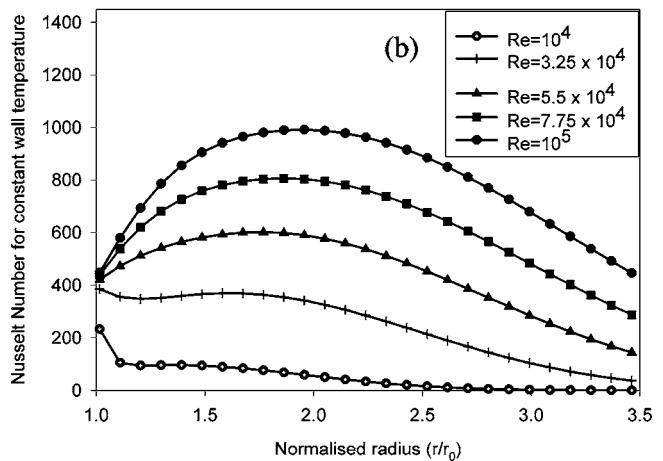 1400
1200
1000
800
600
400
200
0
Nusselt Number for constant wall temperature
(b)
Re=10⁴
Re=3.25 x 10⁴
Re=5.5 x 10⁴
Re=7.75 x 10⁴
Re=10⁵
1.0 1.5 2.0 2.5 3.0 3.5
Normalised radius (r/r₀)